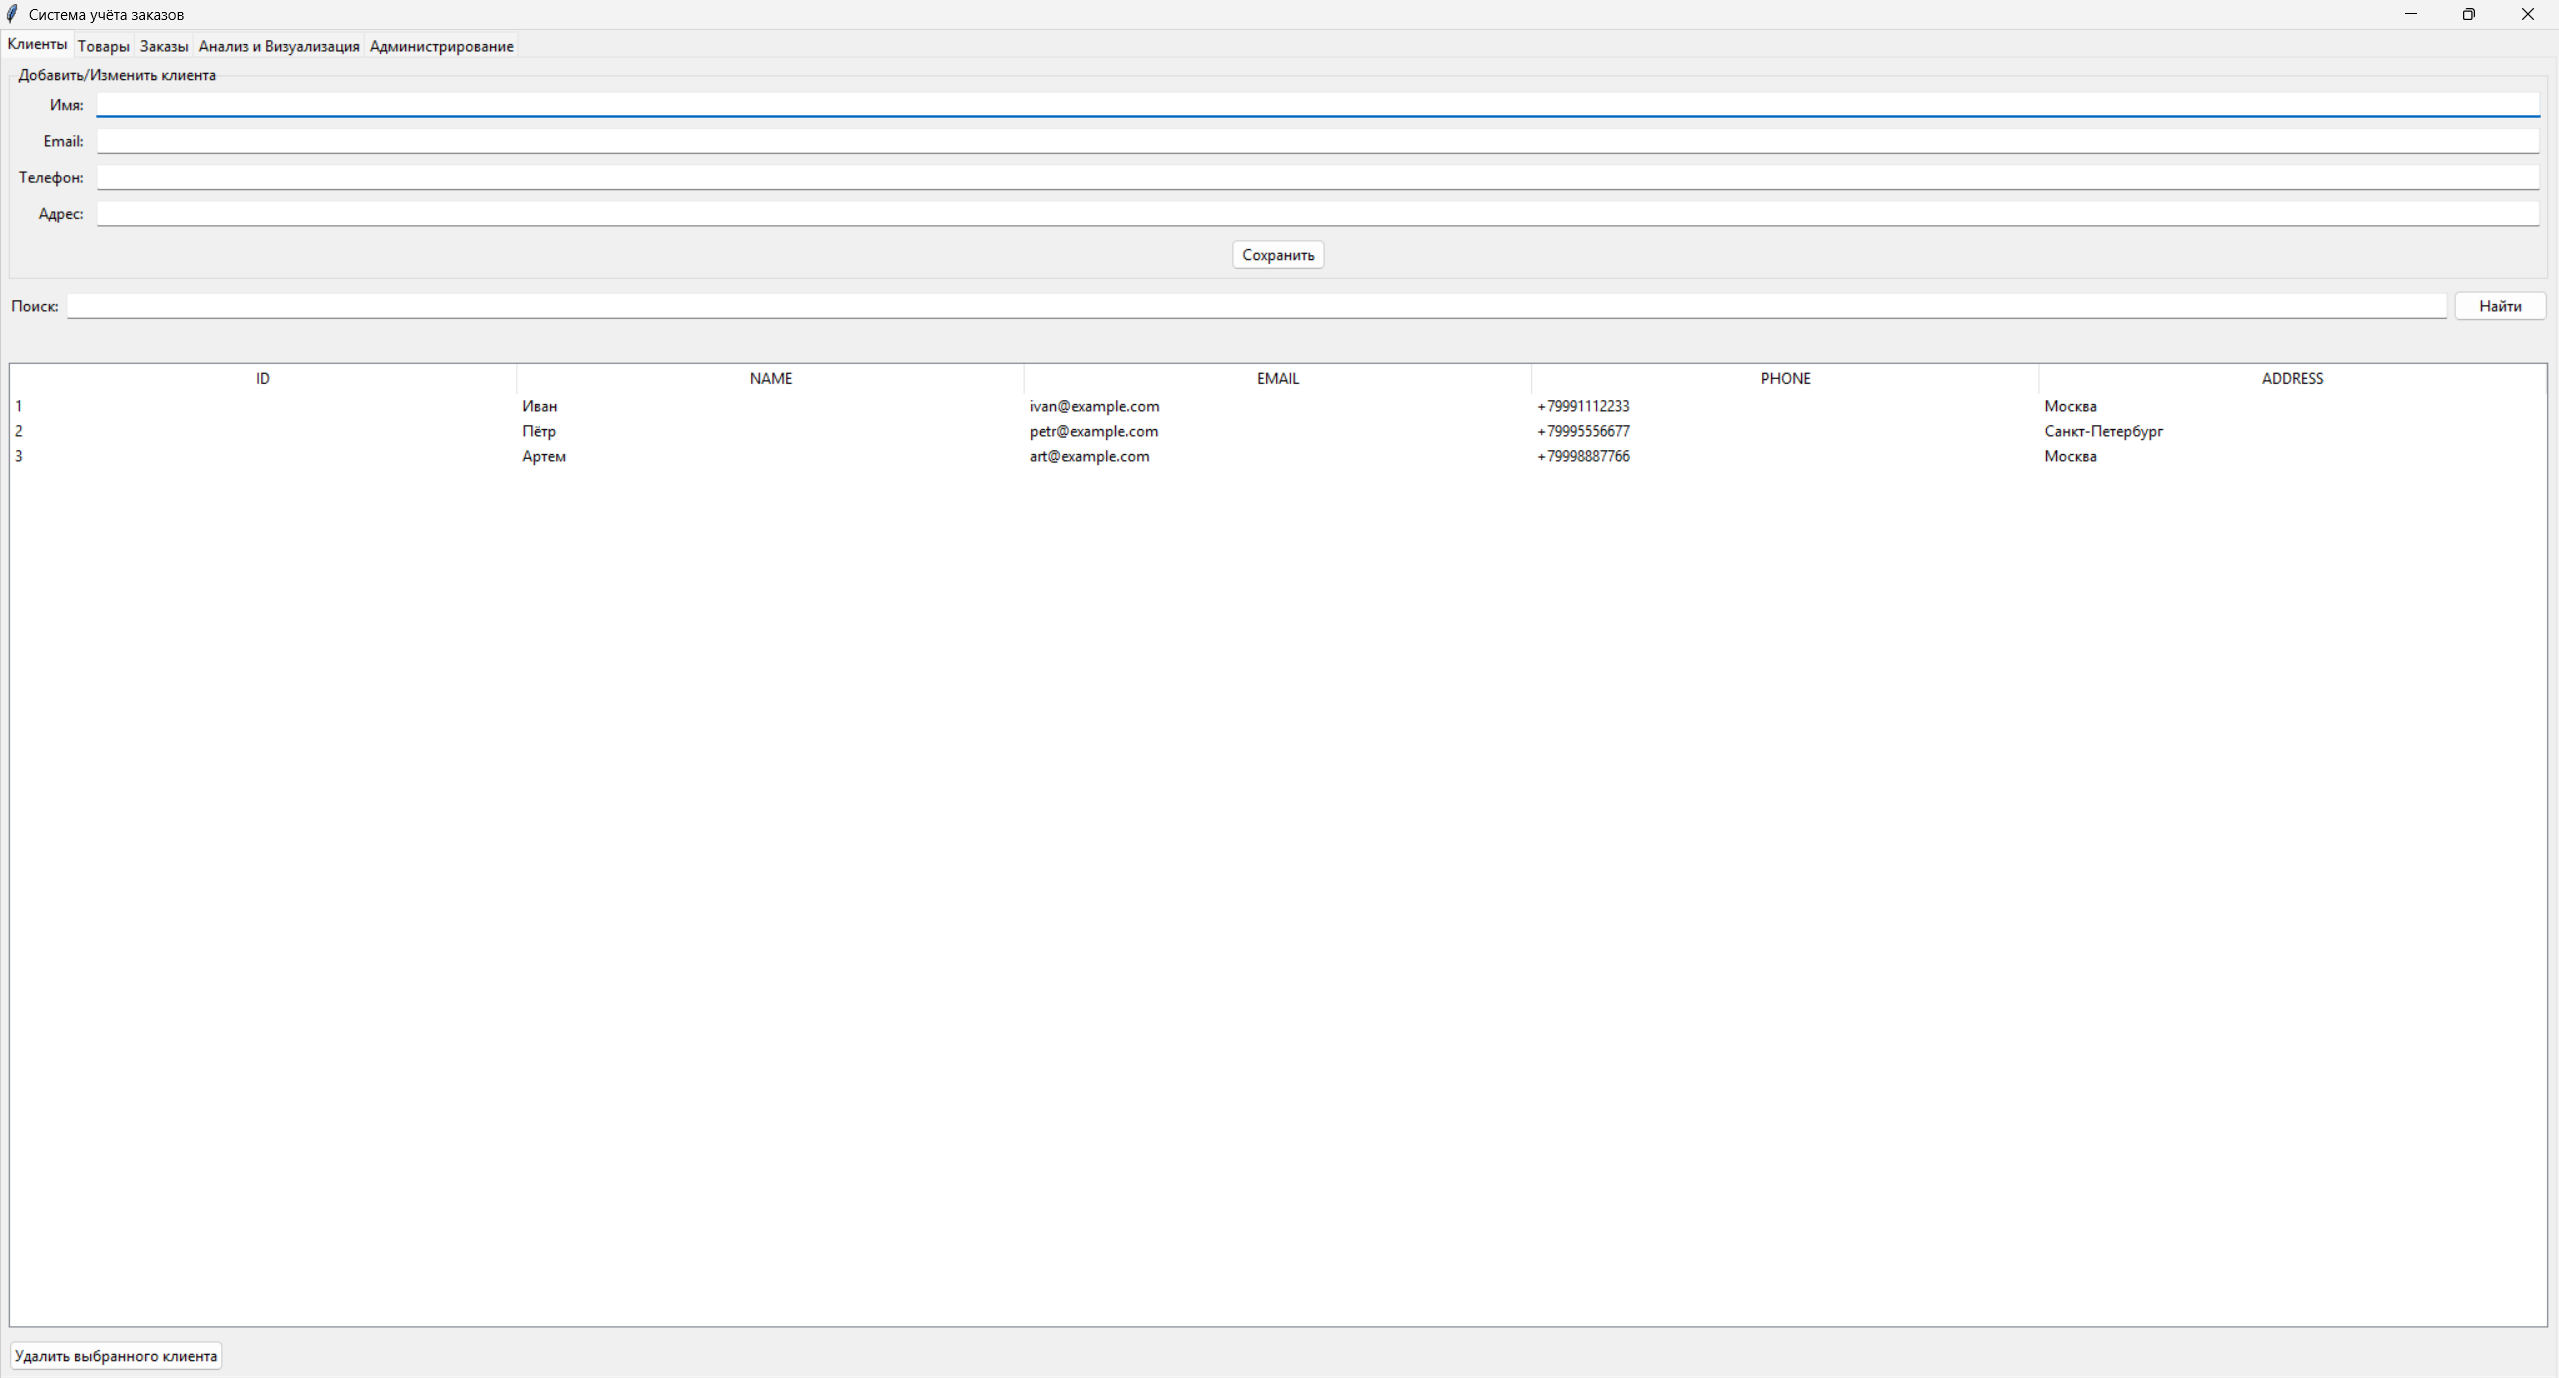 Система учёта заказов
Клиенты Товары Заказы Анализ и Визуализация Администрирование
Добавить/Изменить клиента
Имя:
Email:
Телефон:
Адрес:
Сохранить
Поиск: Найти
ID NAME EMAIL PHONE ADDRESS
1 Иван ivan@example.com +79991112233 Москва
2 Пётр petr@example.com +79995556677 Санкт-Петербург
3 Артем art@example.com +79998887766 Москва
Удалить выбранного клиента